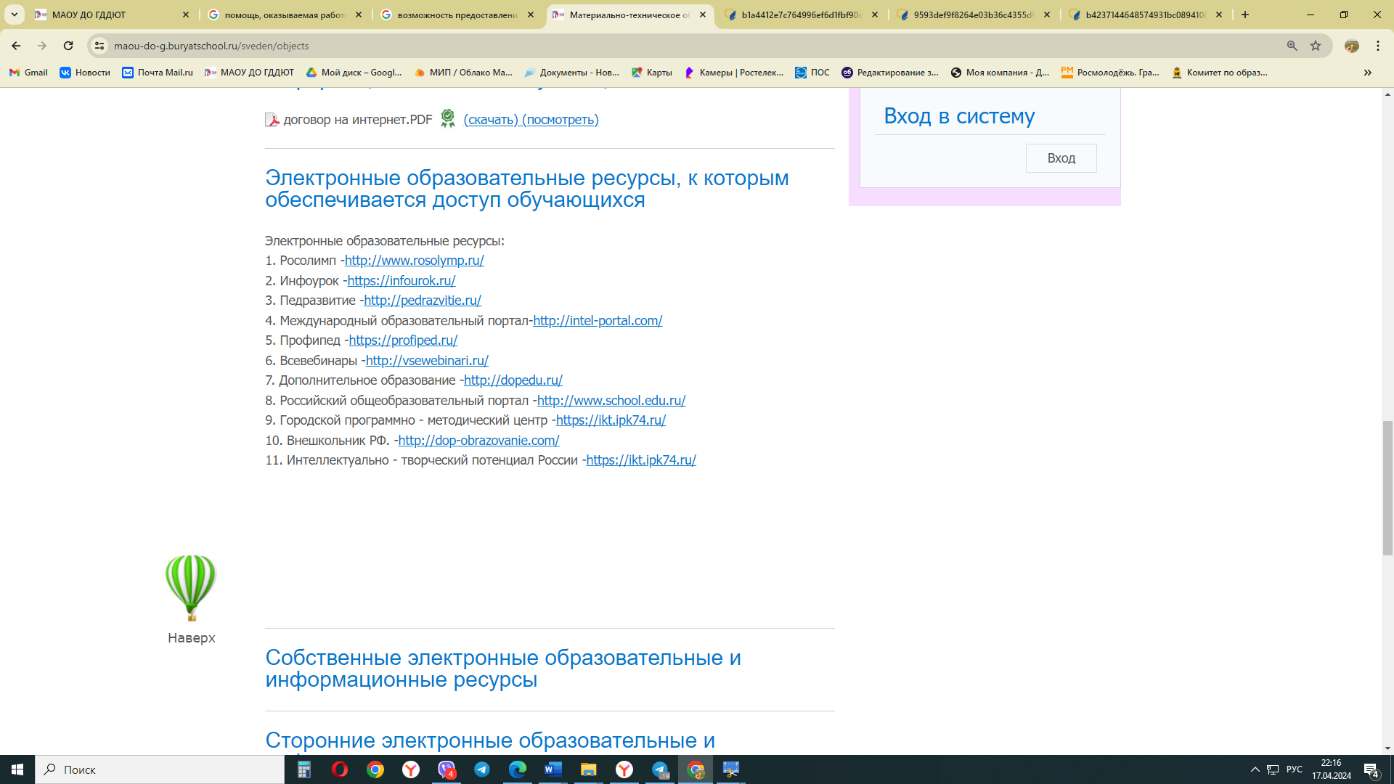 МАОУ ДО ГДДЮТ
помощь, оказываемая работ
возможность предоставлени
Материально-техническое об
b1a4412e7c764996ef6d1fbf90c
9593def9f8264e03b36c4355d
b4237144648574931bc089410
maou-do-g.buryatschool.ru/sveden/objects
Gmail
Новости
Почта Mail.ru
МАОУ ДО ГДДЮТ
Мой диск – Googl...
МИП / Облако Ma...
Документы - Нов...
Карты
Камеры | Ростелек...
ПОС
Редактирование з...
Моя компания - Д...
Росмолодёжь. Гра...
Комитет по образ...
договор на интернет.PDF (скачать) (посмотреть)
Вход в систему
Вход
Электронные образовательные ресурсы, к которым
обеспечивается доступ обучающихся
Электронные образовательные ресурсы:
1. Росолимп -http://www.rosolymp.ru/
2. Инфоурок -https://infourok.ru/
3. Педразвитие -http://pedrazvitie.ru/
4. Международный образовательный портал-http://intel-portal.com/
5. Профипед -https://profiped.ru/
6. Всевебинары -http://vsewebinari.ru/
7. Дополнительное образование -http://dopedu.ru/
8. Российский общеобразовательный портал -http://www.school.edu.ru/
9. Городской программно - методический центр -https://ikt.ipk74.ru/
10. Внешкольник РФ. -http://dop-obrazovanie.com/
11. Интеллектуально - творческий потенциал России -https://ikt.ipk74.ru/
Наверх
Собственные электронные образовательные и
информационные ресурсы
Сторонние электронные образовательные и
Поиск
4
РУС
22:16
17.04.2024
4